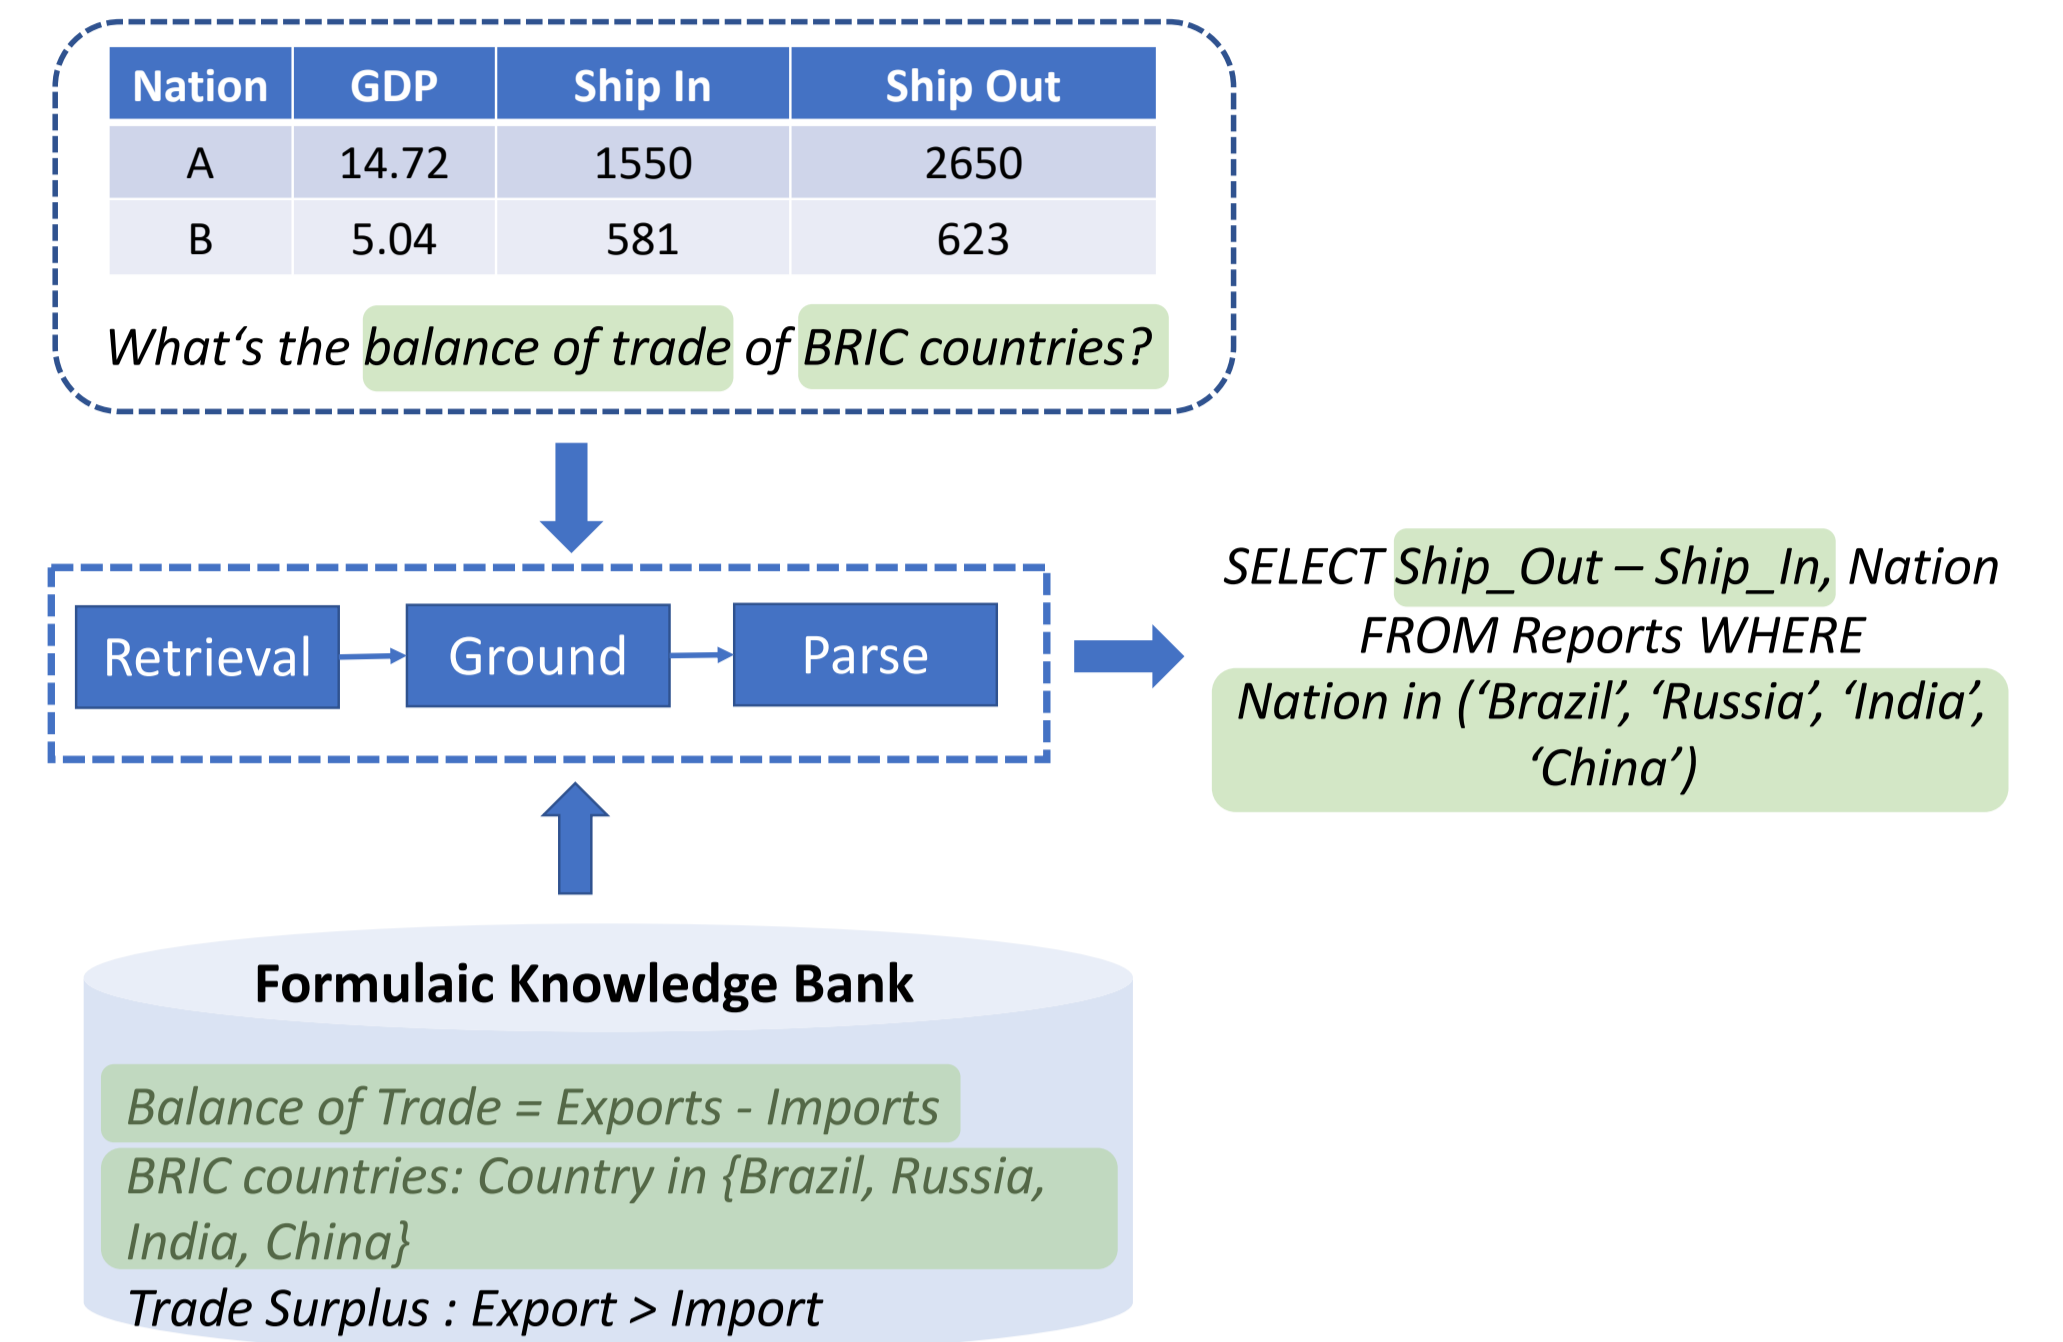 Nation GDP Ship In Ship Out
A 14.72 1550 2650
B 5.04 581 623
What‘s the balance of trade of BRIC countries?
Retrieval Ground Parse
SELECT Ship_Out – Ship_In, Nation
FROM Reports WHERE
Nation in (‘Brazil’, ‘Russia’, ‘India’,
‘China’)
Formulaic Knowledge Bank
Balance of Trade = Exports - Imports
BRIC countries: Country in {Brazil, Russia,
India, China}
Trade Surplus : Export > Import